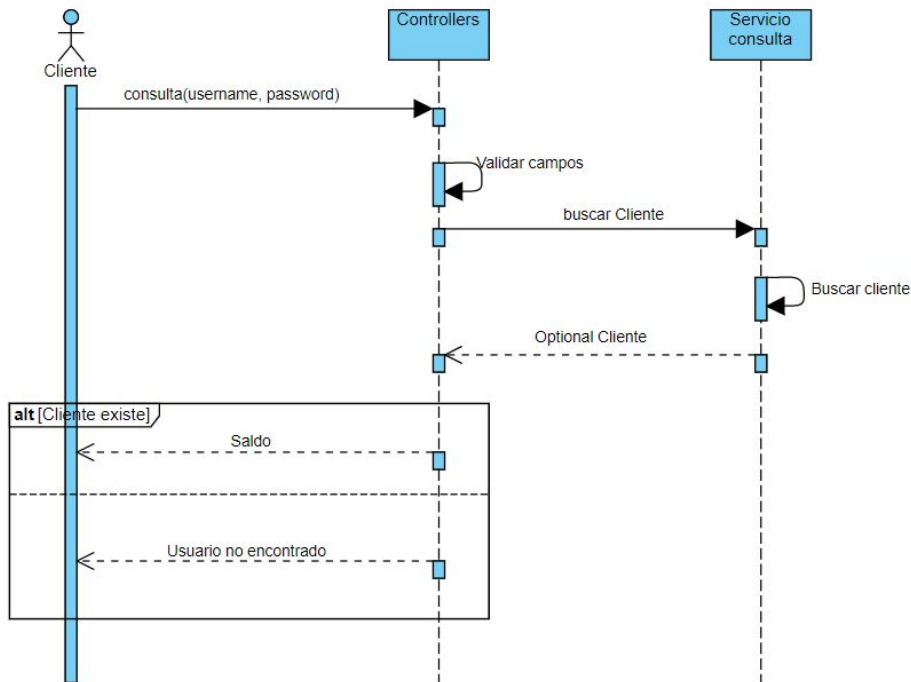 Controllers
Servicio
consulta
Cliente
consulta(username, password)
Validar campos
buscar Cliente
Buscar cliente
Optional Cliente
alt [Cliente existe]
Saldo
Usuario no encontrado